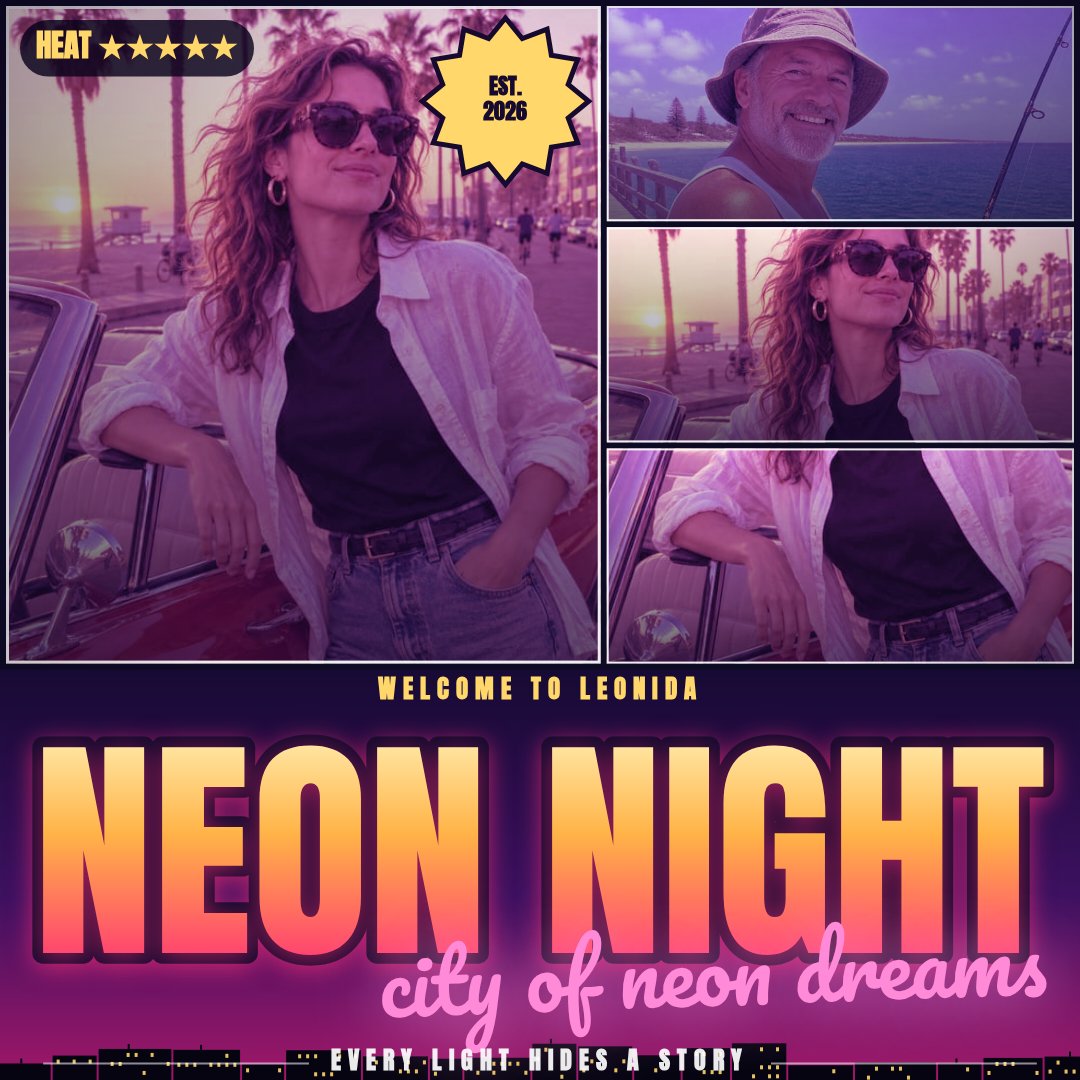 HEAT ★★★★★
EST.
2026
WELCOME TO LEONIDA
NEON NIGHT
city of neon dreams
EVERY LIGHT HIDES A STORY